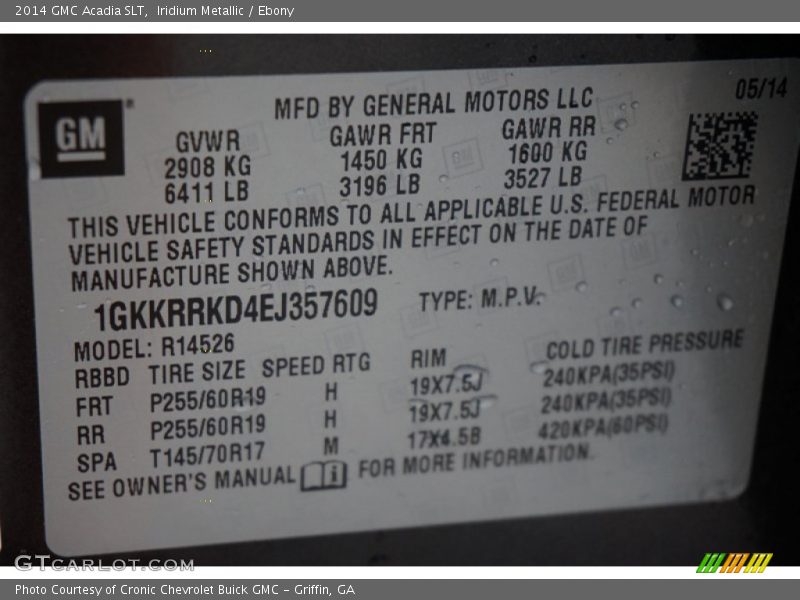 2014 GMC Acadia SLT, Iridium Metallic / Ebony
GM
MFD BY GENERAL MOTORS LLC
05/14
GVWR GAWR FRT GAWR RR
2908 KG 1450 KG 1600 KG
6411 LB 3196 LB 3527 LB
THIS VEHICLE CONFORMS TO ALL APPLICABLE U.S. FEDERAL MOTOR
VEHICLE SAFETY STANDARDS IN EFFECT ON THE DATE OF
MANUFACTURE SHOWN ABOVE.
1GKKRRKD4EJ357609 TYPE: M.P.V.
MODEL: R14526
RBBD TIRE SIZE SPEED RTG RIM COLD TIRE PRESSURE
FRT P255/60R19 H 19X7.5J 240KPA(35PSI)
RR P255/60R19 H 19X7.5J 240KPA(35PSI)
SPA T145/70R17 M 17X4.5B 420KPA(60PSI)
SEE OWNER'S MANUAL FOR MORE INFORMATION.
GTCARLOT.COM
Photo Courtesy of Cronic Chevrolet Buick GMC - Griffin, GA